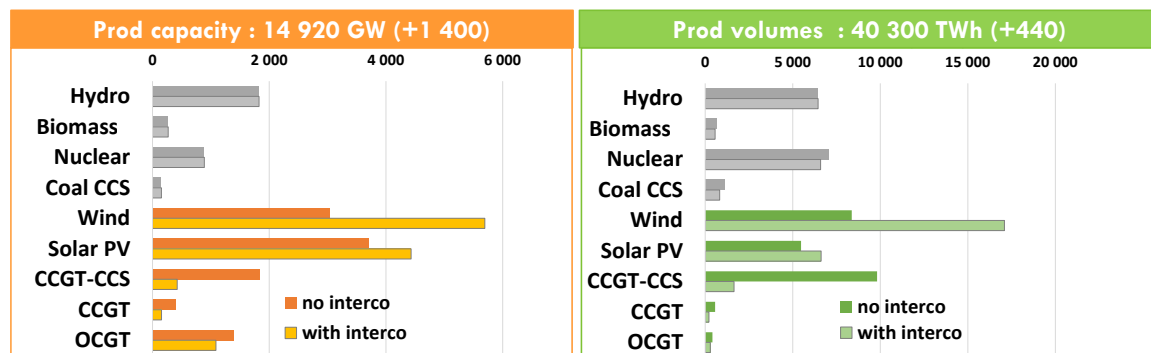 Prod capacity : 14 920 GW (+1 400)
0 2 000 4 000 6 000
Hydro
Biomass
Nuclear
Coal CCS
Wind
Solar PV
CCGT-CCS
CCGT
OCGT
no interco
with interco
Prod volumes : 40 300 TWh (+440)
0 5 000 10 000 15 000 20 000
Hydro
Biomass
Nuclear
Coal CCS
Wind
Solar PV
CCGT-CCS
CCGT
OCGT
no interco
with interco